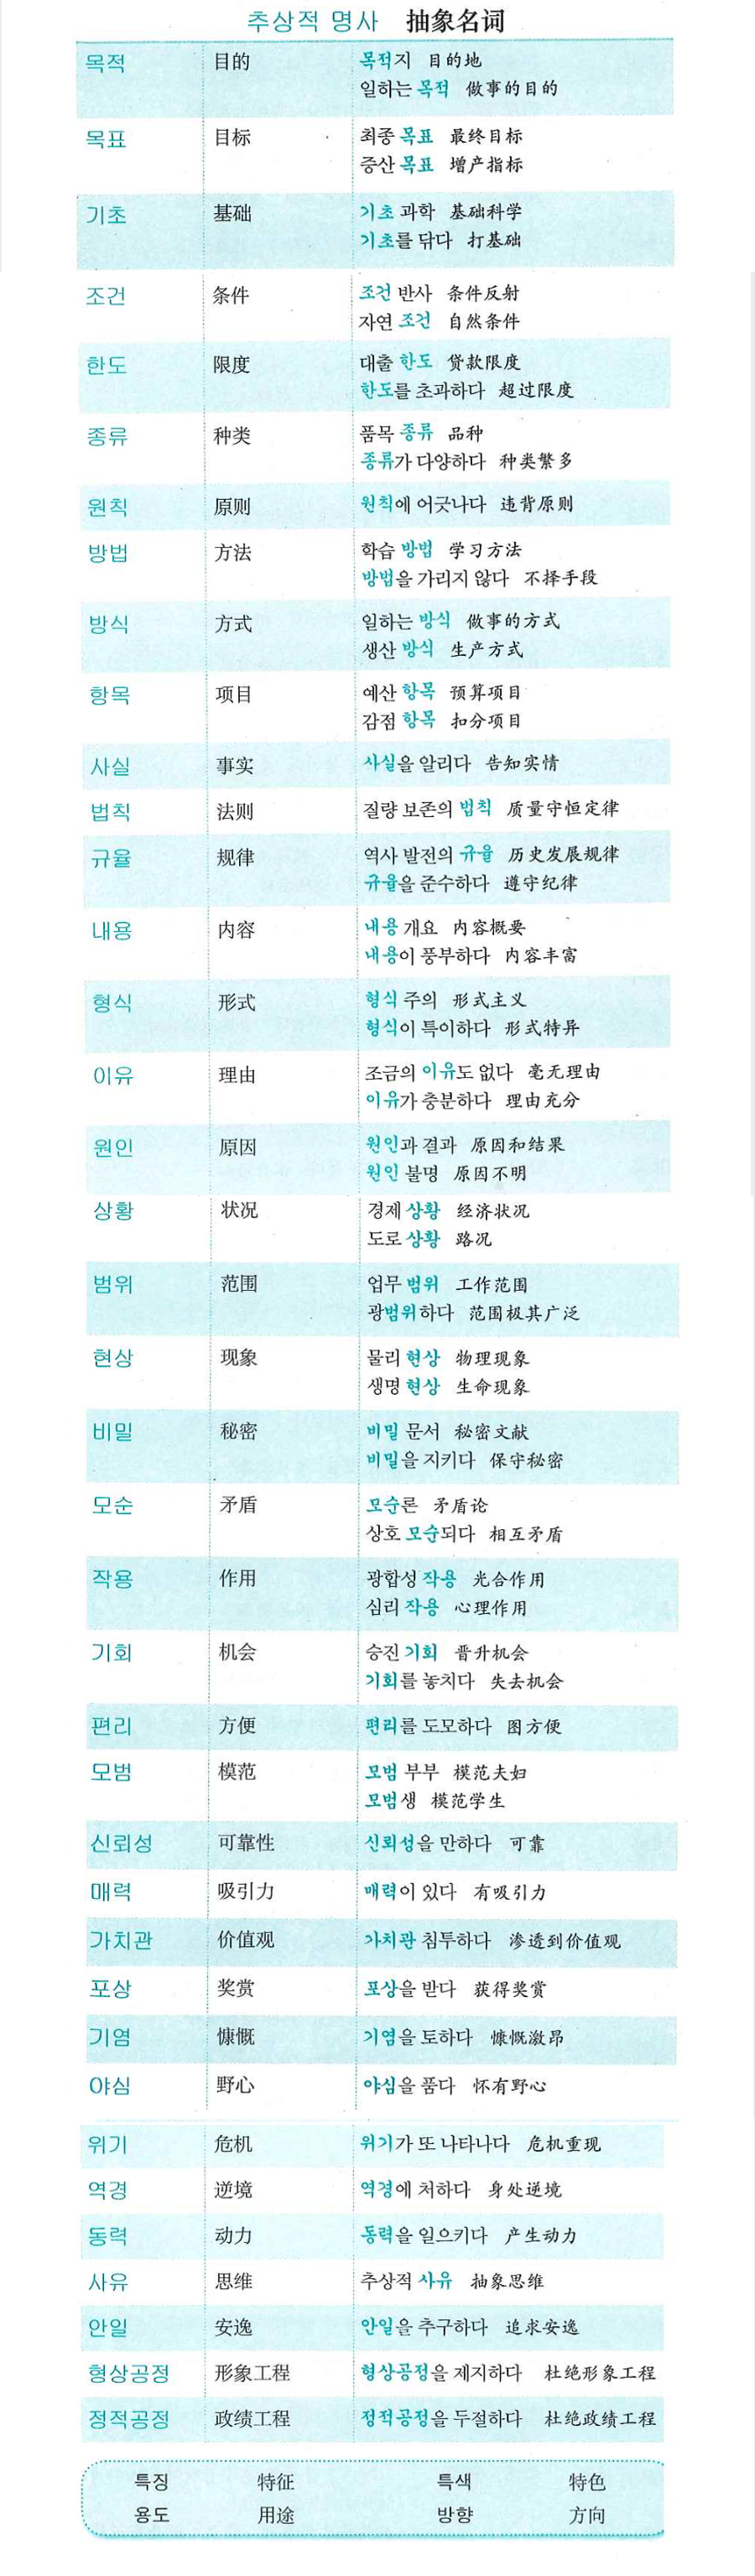 추상적 명사 抽象名词
목적 目的 목적지 目的地
일하는 목적 做事的目的
목표 目标 최종 목표 最终目标
증산 목표 增产指标
기초 基础 기초 과학 基础科学
기초를 닦다 打基础
조건 条件 조건 반사 条件反射
자연 조건 自然条件
한도 限度 대출 한도 贷款限度
한도를 초과하다 超过限度
종류 种类 품목 종류 品种
종류가 다양하다 种类繁多
원칙 原则 원칙에 어긋나다 违背原则
방법 方法 학습 방법 学习方法
방법을 가리지 않다 不择手段
방식 方式 일하는 방식 做事的方式
생산 방식 生产方式
항목 项目 예산 항목 预算项目
감점 항목 扣分项目
사실 事实 사실을 알리다 告知实情
법칙 法则 질량 보존의 법칙 质量守恒定律
규율 规律 역사 발전의 규율 历史发展规律
규율을 준수하다 遵守纪律
내용 内容 내용 개요 内容概要
내용이 풍부하다 内容丰富
형식 形式 형식 주의 形式主义
형식이 특이하다 形式特异
이유 理由 조금의 이유도 없다 毫无理由
이유가 충분하다 理由充分
원인 原因 원인과 결과 原因和结果
원인 불명 原因不明
상황 状况 경제 상황 经济状况
도로 상황 路况
범위 范围 업무 범위 工作范围
광범위하다 范围极其广泛
현상 现象 물리 현상 物理现象
생명 현상 生命现象
비밀 秘密 비밀 문서 秘密文献
비밀을 지키다 保守秘密
모순 矛盾 모순론 矛盾论
상호 모순되다 相互矛盾
작용 作用 광합성 작용 光合作用
심리 작용 心理作用
기회 机会 승진 기회 晋升机会
기회를 놓치다 失去机会
편리 方便 편리를 도모하다 图方便
모범 模范 모범 부부 模范夫妇
모범생 模范学生
신뢰성 可靠性 신뢰성을 만하다 可靠
매력 吸引力 매력이 있다 有吸引力
가치관 价值观 가치관 침투하다 渗透到价值观
포상 奖赏 포상을 받다 获得奖赏
기염 慷慨 기염을 토하다 慷慨激昂
야심 野心 야심을 품다 怀有野心
위기 危机 위기가 또 나타나다 危机重现
역경 逆境 역경에 처하다 身处逆境
동력 动力 동력을 일으키다 产生动力
사유 思维 추상적 사유 抽象思维
안일 安逸 안일을 추구하다 追求安逸
형상공정 形象工程 형상공정을 제지하다 杜绝形象工程
정적공정 政绩工程 정적공정을 두절하다 杜绝政绩工程
특징 特征 특색 特色
용도 用途 방향 方向